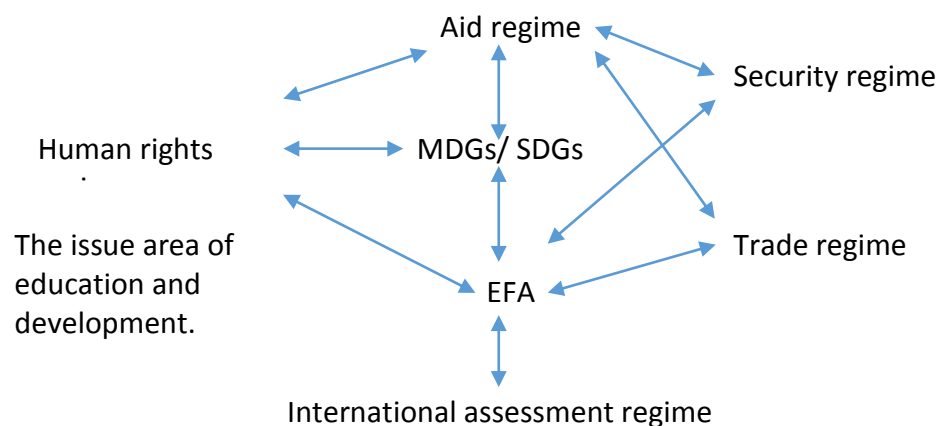 Aid regime
Security regime
Human rights
.
MDGs/ SDGs
The issue area of
education and
development.
Trade regime
EFA
International assessment regime